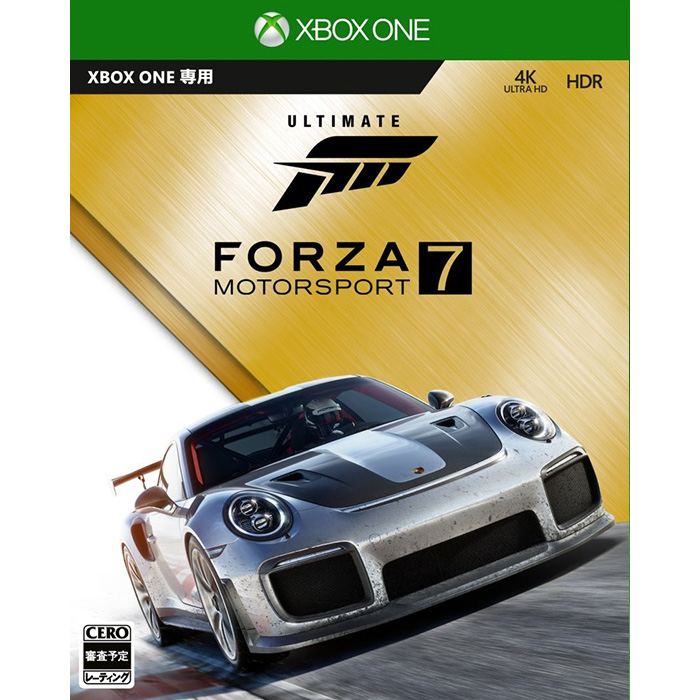 XBOX ONE
XBOX ONE 専用
4K
ULTRA HD
HDR
ULTIMATE
FORZA
MOTORSPORT 7
CERO
審査予定
レーティング